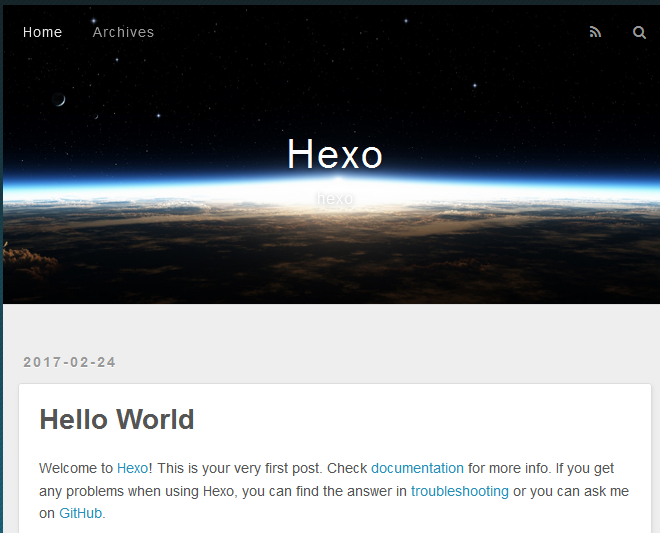 Home Archives
Hexo
hexo
2017-02-24
Hello World
Welcome to Hexo! This is your very first post. Check documentation for more info. If you get
any problems when using Hexo, you can find the answer in troubleshooting or you can ask me
on GitHub.